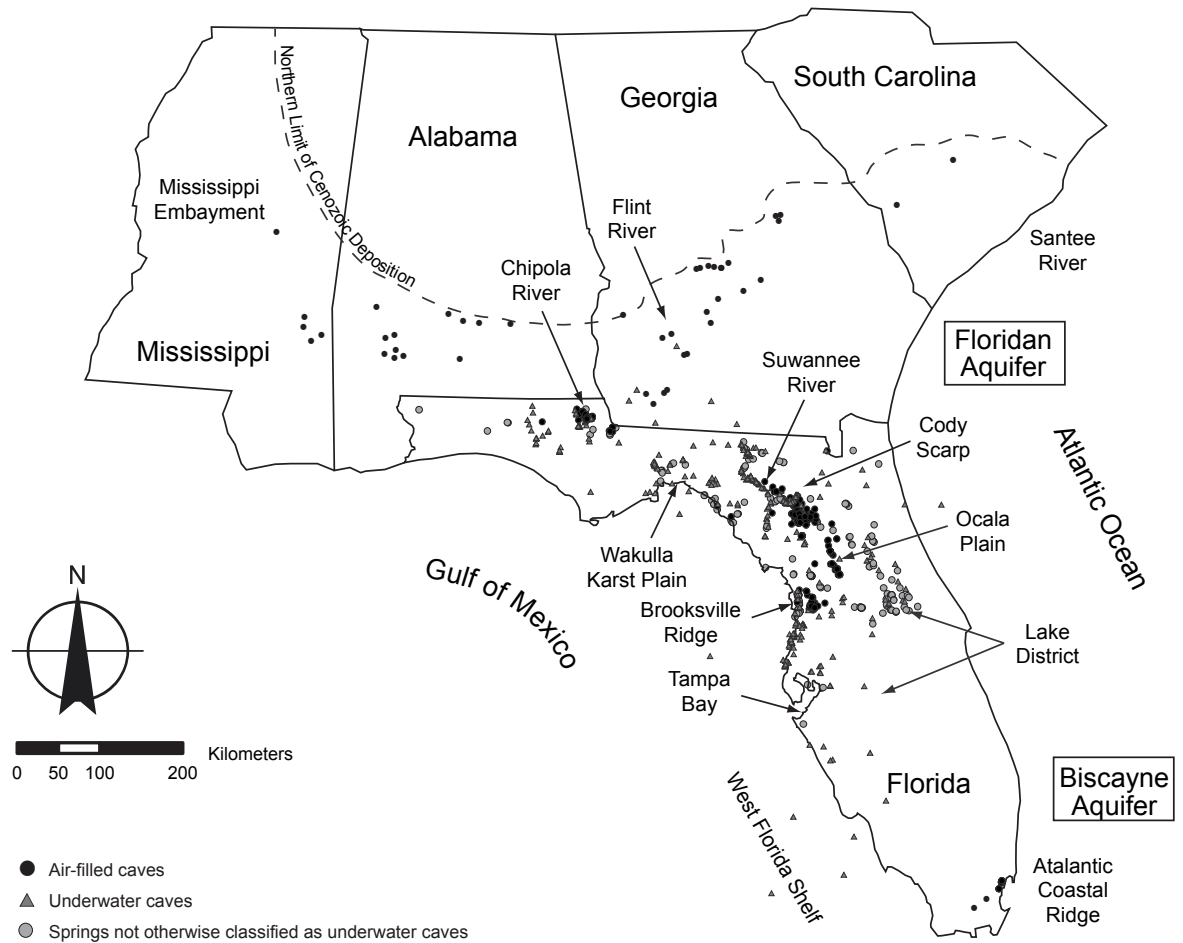 South Carolina
Georgia
Alabama
Northern Limit of Cenozoic Deposition
Mississippi
Embayment
Flint
River
Santee
River
Chipola
River
Mississippi
Floridan
Aquifer
Suwannee
River
Cody
Scarp
Atlantic Ocean
Ocala
Plain
Wakulla
Karst Plain
Gulf of Mexico
N
Brooksville
Ridge
Lake
District
Tampa
Bay
Kilometers
0 50 100 200
Florida
Biscayne
Aquifer
West Florida Shelf
Atalantic
Coastal
Ridge
Air-filled caves
Underwater caves
Springs not otherwise classified as underwater caves